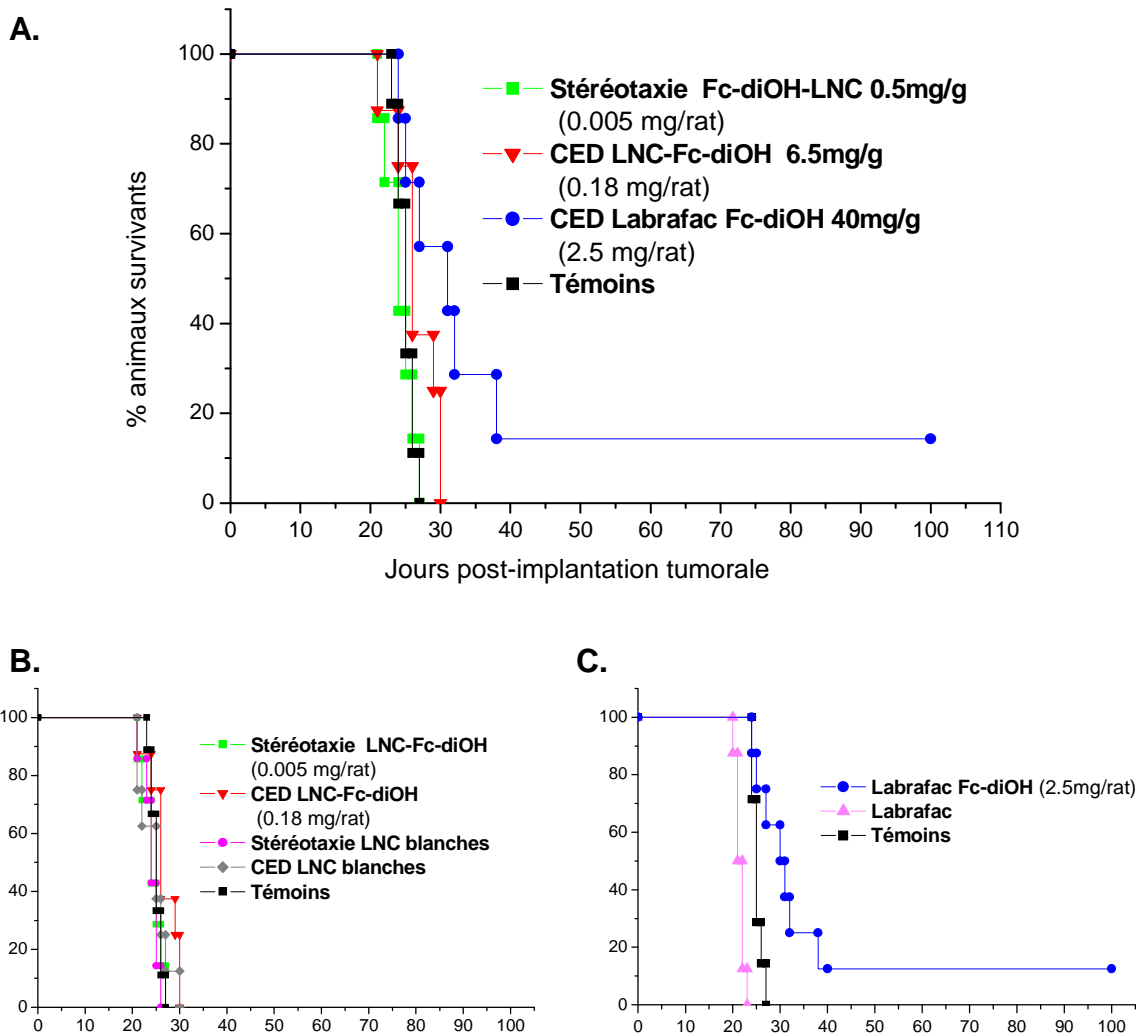 A.
100
80
60
40
20
0
% animaux survivants
Stéréotaxie Fc-diOH-LNC 0.5mg/g
(0.005 mg/rat)
CED LNC-Fc-diOH 6.5mg/g
(0.18 mg/rat)
CED Labrafac Fc-diOH 40mg/g
(2.5 mg/rat)
Témoins
0 10 20 30 40 50 60 70 80 90 100 110
Jours post-implantation tumorale
B.
100
80
60
40
20
0
Stéréotaxie LNC-Fc-diOH
(0.005 mg/rat)
CED LNC-Fc-diOH
(0.18 mg/rat)
Stéréotaxie LNC blanches
CED LNC blanches
Témoins
0 10 20 30 40 50 60 70 80 90 100
C.
100
80
60
40
20
0
Labrafac Fc-diOH (2.5mg/rat)
Labrafac
Témoins
0 10 20 30 40 50 60 70 80 90 100